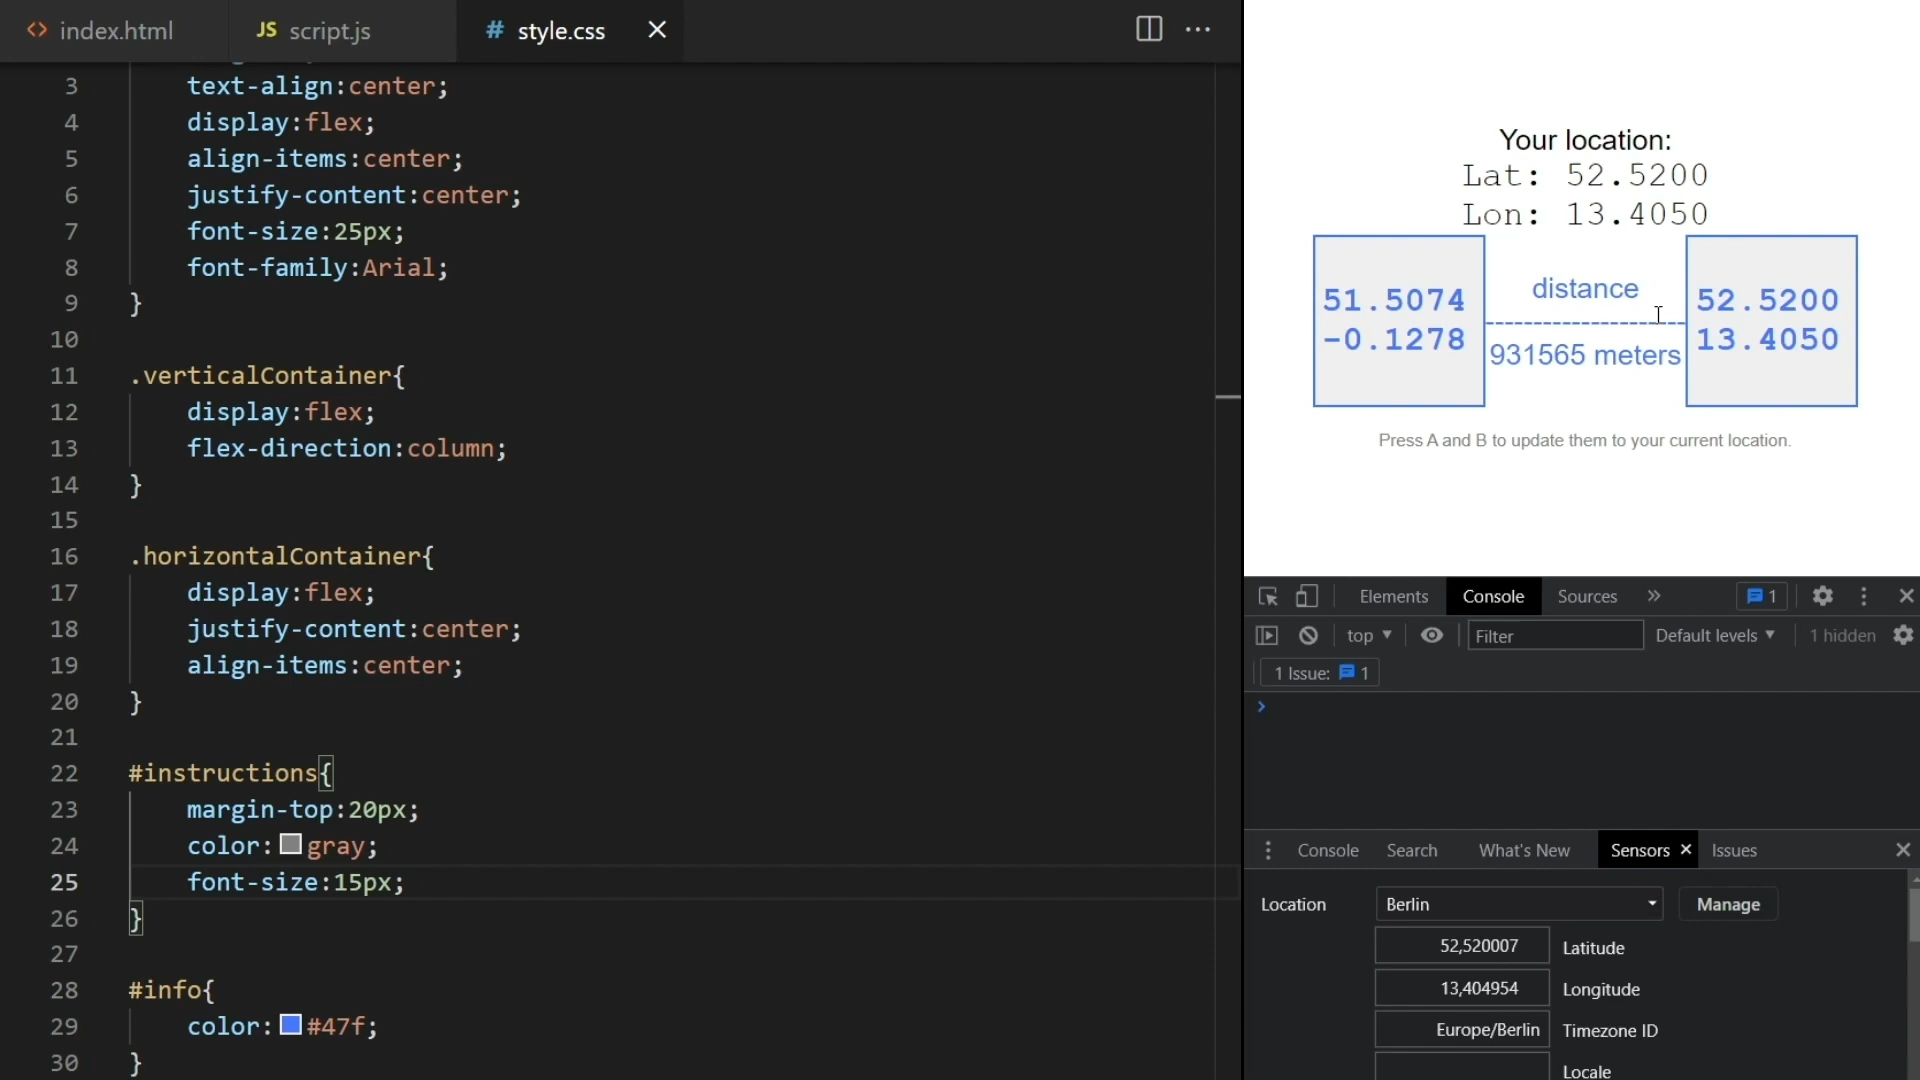 index.html
JS script.js
# style.css
3 text-align:center;
4 display:flex;
5 align-items:center;
6 justify-content:center;
7 font-size:25px;
8 font-family:Arial;
9 }
10
11 .verticalContainer{
12 display:flex;
13 flex-direction:column;
14 }
15
16 .horizontalContainer{
17 display:flex;
18 justify-content:center;
19 align-items:center;
20 }
21
22 #instructions{
23 margin-top:20px;
24 color:gray;
25 font-size:15px;
26 }
27
28 #info{
29 color:#47f;
30 }
Your location:
Lat: 52.5200
Lon: 13.4050
51.5074
-0.1278
distance
931565 meters
52.5200
13.4050
Press A and B to update them to your current location.
Elements Console Sources » 1
top Filter Default levels 1 hidden
1 Issue: 1
Console Search What's New Sensors Issues
Location Berlin Manage
52,520007 Latitude
13,404954 Longitude
Europe/Berlin Timezone ID
Locale